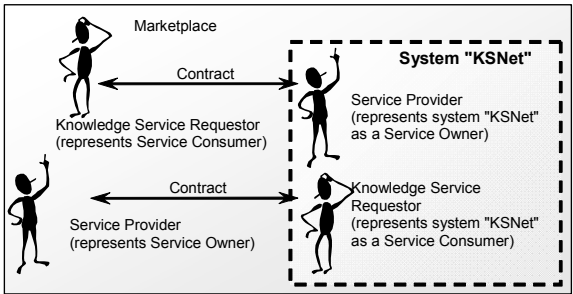 Marketplace
System "KSNet"
Contract
Service Provider
(represents system "KSNet"
as a Service Owner)
Knowledge Service Requestor
(represents Service Consumer)
Contract
Knowledge Service
Requestor
(represents system "KSNet"
as a Service Consumer)
Service Provider
(represents Service Owner)